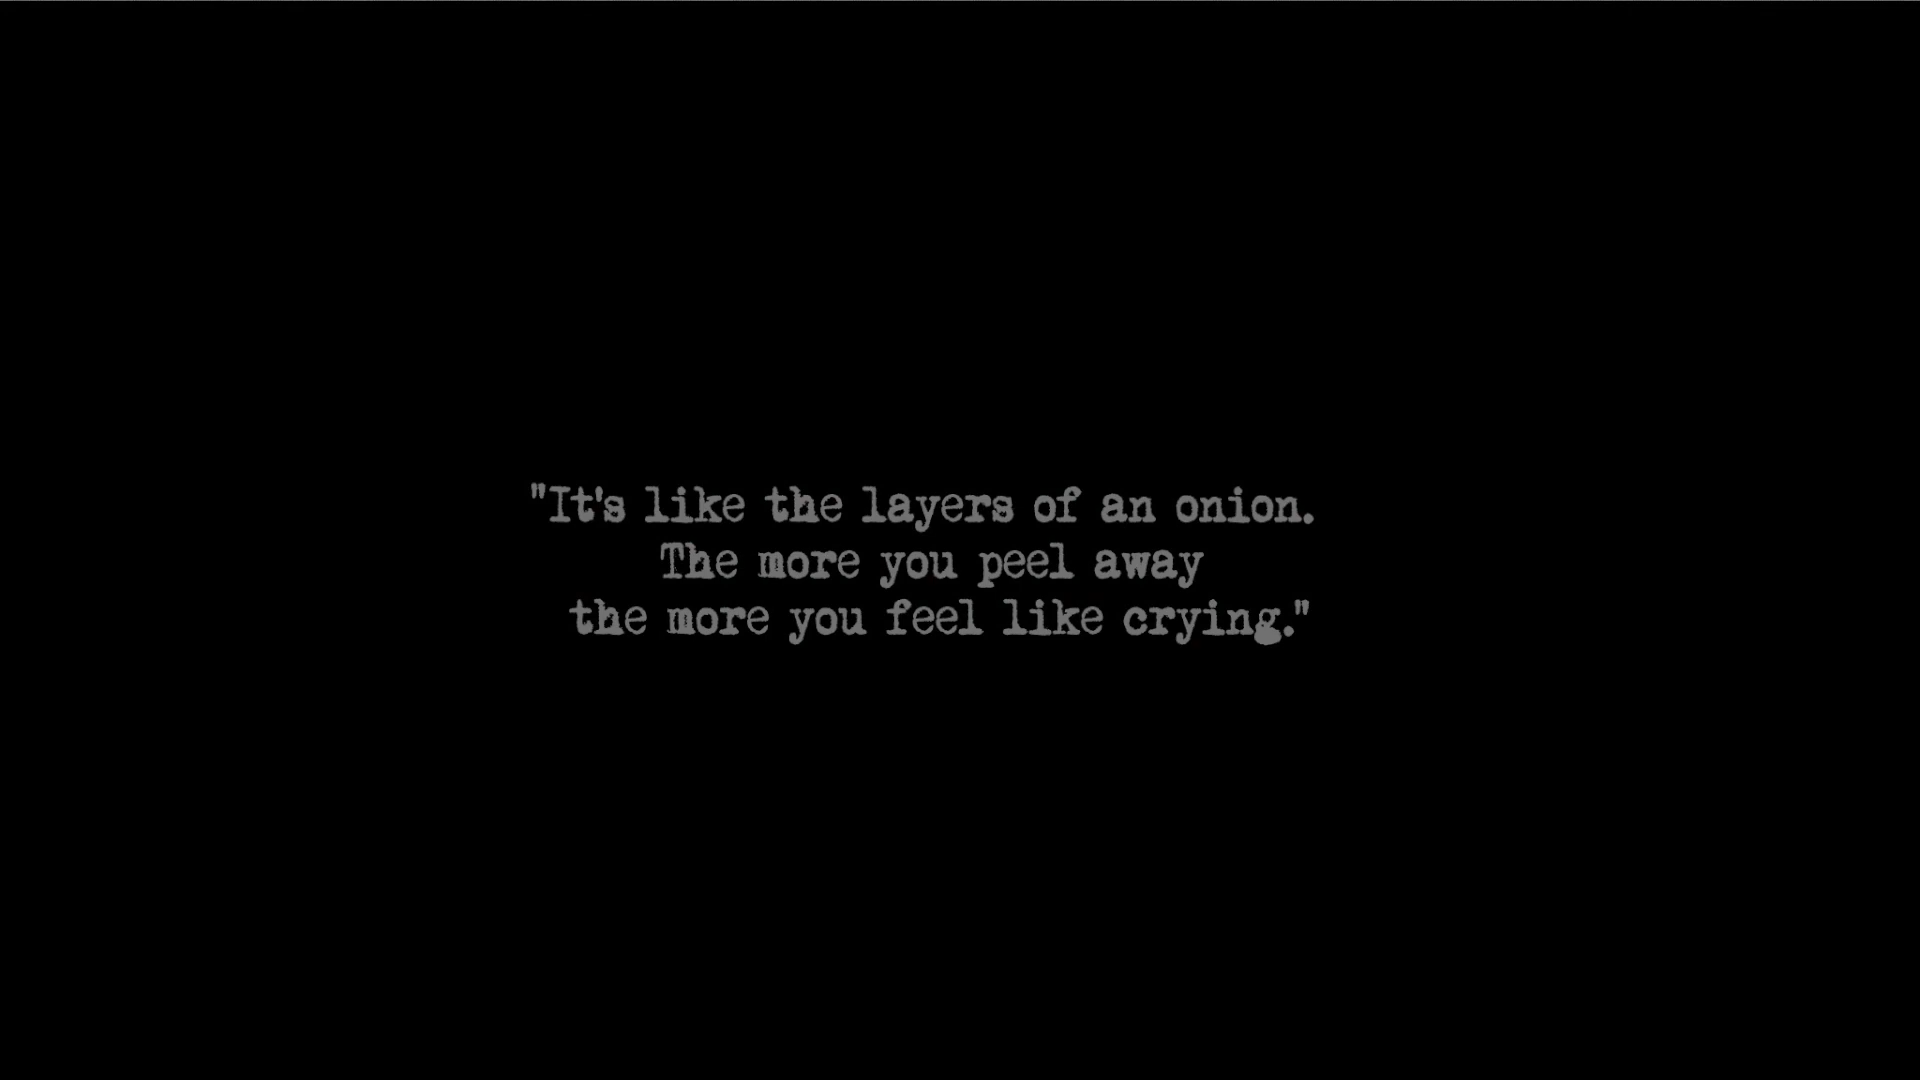 "It's like the layers of an onion.
The more you peel away
the more you feel like crying."